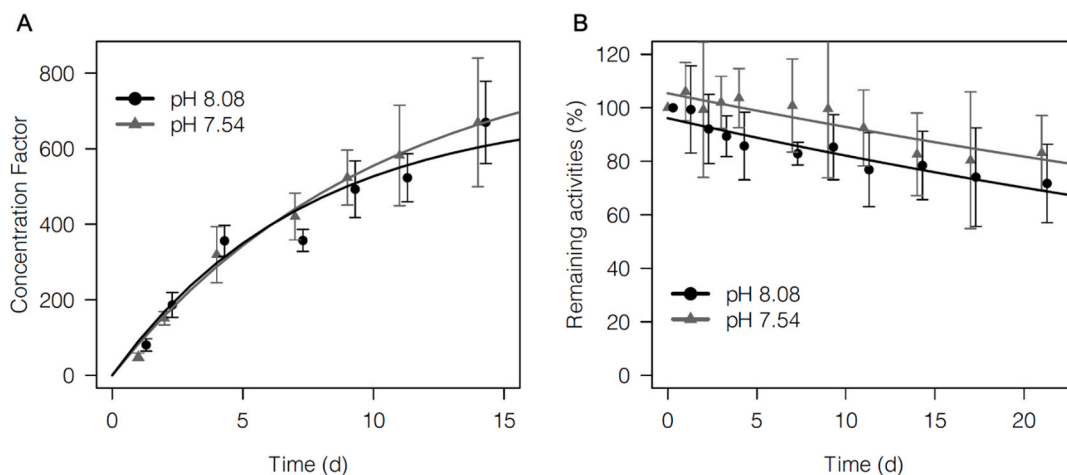 A
Concentration Factor
800
600
400
200
0
pH 8.08
pH 7.54
0 5 10 15
Time (d)
B
Remaining activities (%)
120
100
80
60
40
20
0
pH 8.08
pH 7.54
0 5 10 15 20
Time (d)